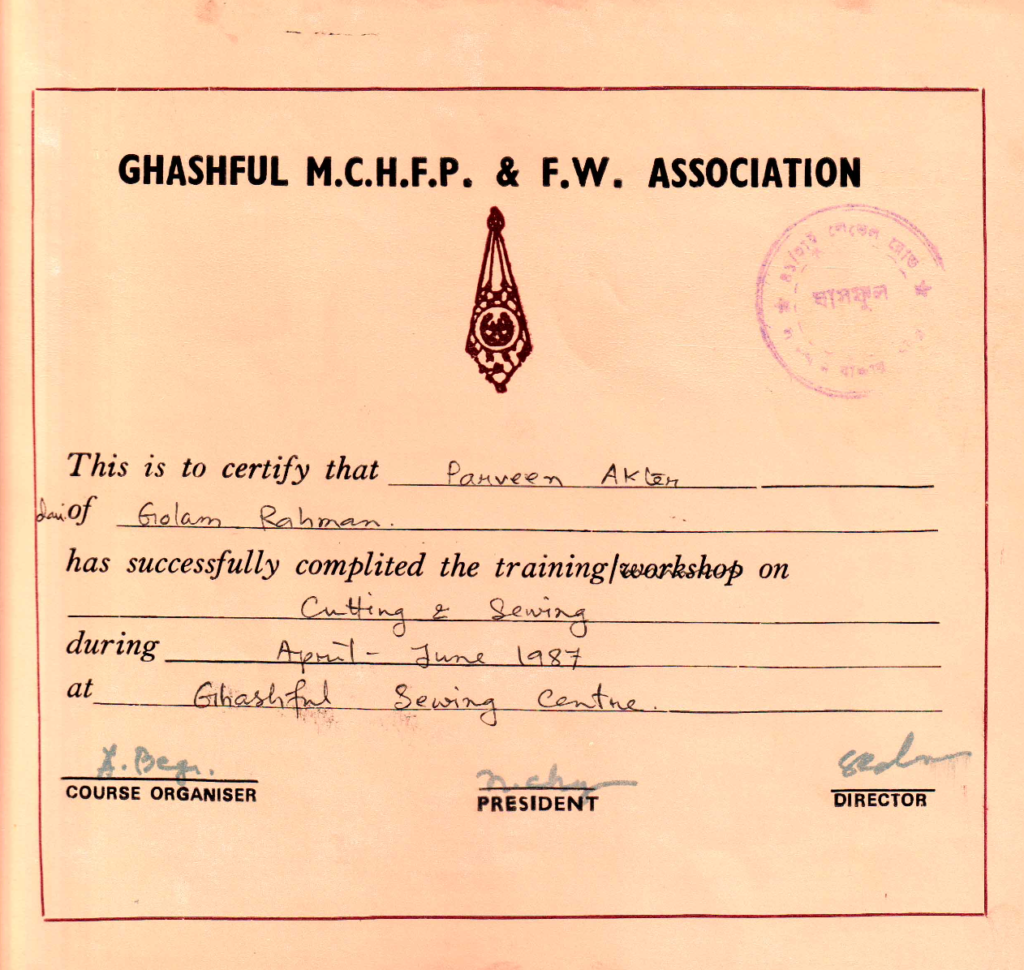 GHASHFUL M.C.H.F.P. & F.W. ASSOCIATION
লেভেল রোড
ঘাসফুল
This is to certify that Parveen Akter
dau. of Golam Rahman.
has successfully complited the training/workshop on
Cutting & Sewing
during April - June 1987
at Ghashful Sewing Centre.
COURSE ORGANISER PRESIDENT DIRECTOR